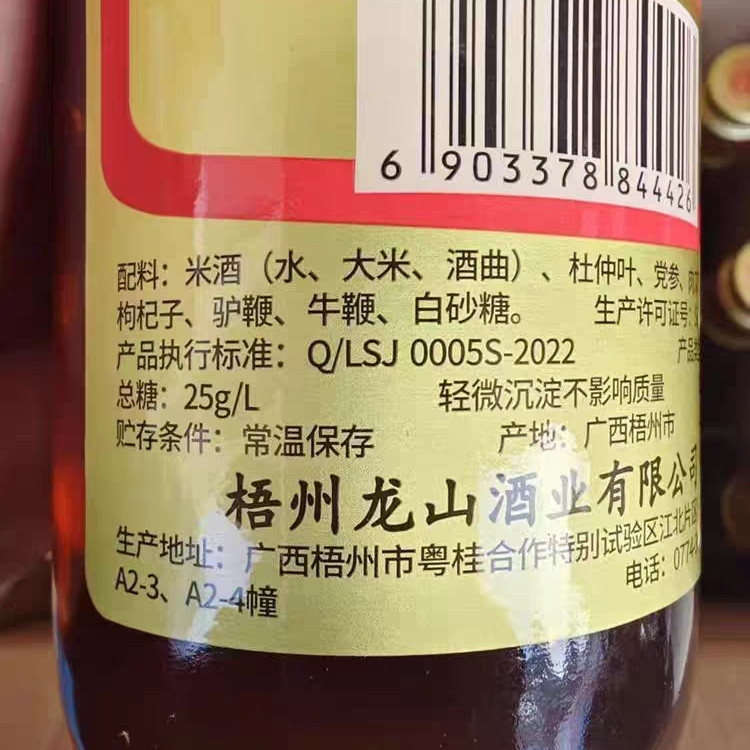 6 903378 844426
配料：米酒（水、大米、酒曲）、杜仲叶、党参、
枸杞子、驴鞭、牛鞭、白砂糖。 生产许可证号：
产品执行标准：Q/LSJ 0005S-2022 产品
总糖：25g/L 轻微沉淀不影响质量
贮存条件：常温保存 产地：广西梧州市
梧州龙山酒业有限公司
生产地址：广西梧州市粤桂合作特别试验区江北片区
A2-3、A2-4幢 电话：0774